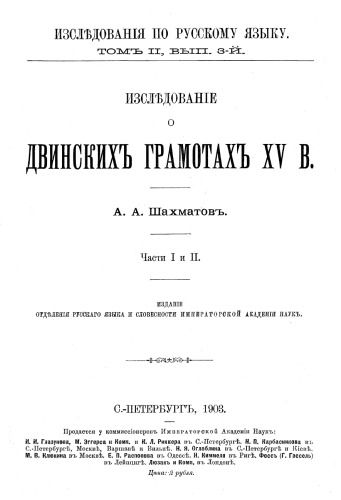 ИЗСЛѢДОВАНІЯ ПО РУССКОМУ ЯЗЫКУ.
ТОМЪ II, ВЫП. 3-Й.
ИЗСЛѢДОВАНІЕ
О
ДВИНСКИХЪ ГРАМОТАХЪ XV В.
А. А. Шахматовъ.
Части I и II.
ИЗДАНІЕ
ОТДѢЛЕНІЯ РУССКАГО ЯЗЫКА И СЛОВЕСНОСТИ ИМПЕРАТОРСКОЙ АКАДЕМІИ НАУКЪ.
С.-ПЕТЕРБУРГЪ, 1903.
Продается у коммиссіонеровъ Императорской Академіи Наукъ:
И. И. Глазунова, М. Эггерса и Комп. и К. Л. Риккера въ С.-Петербургѣ, Н. П. Карбасникова въ
С.-Петербургѣ, Москвѣ, Варшавѣ и Вильнѣ, Н. Я. Оглоблина въ С.-Петербургѣ и Кіевѣ,
М. В. Клюкина въ Москвѣ, Е. П. Распопова въ Одессѣ, Н. Киммеля въ Ригѣ, Фоссъ (Г. Гэссель)
въ Лейпцигѣ, Люзакъ и Комп. въ Лондонѣ.
Цѣна: 2 рубля.